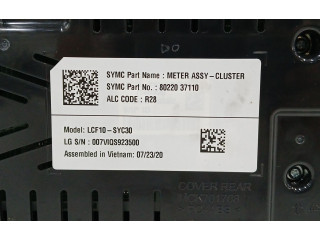 SYMC Part Name : METER ASSY-CLUSTER
SYMC Part No. : 80220 37110
ALC CODE : R28
Model: LCF10-SYC30
LG S/N : 007VIQS923500
Assembled in Vietnam: 07/23/20
COVER REAR